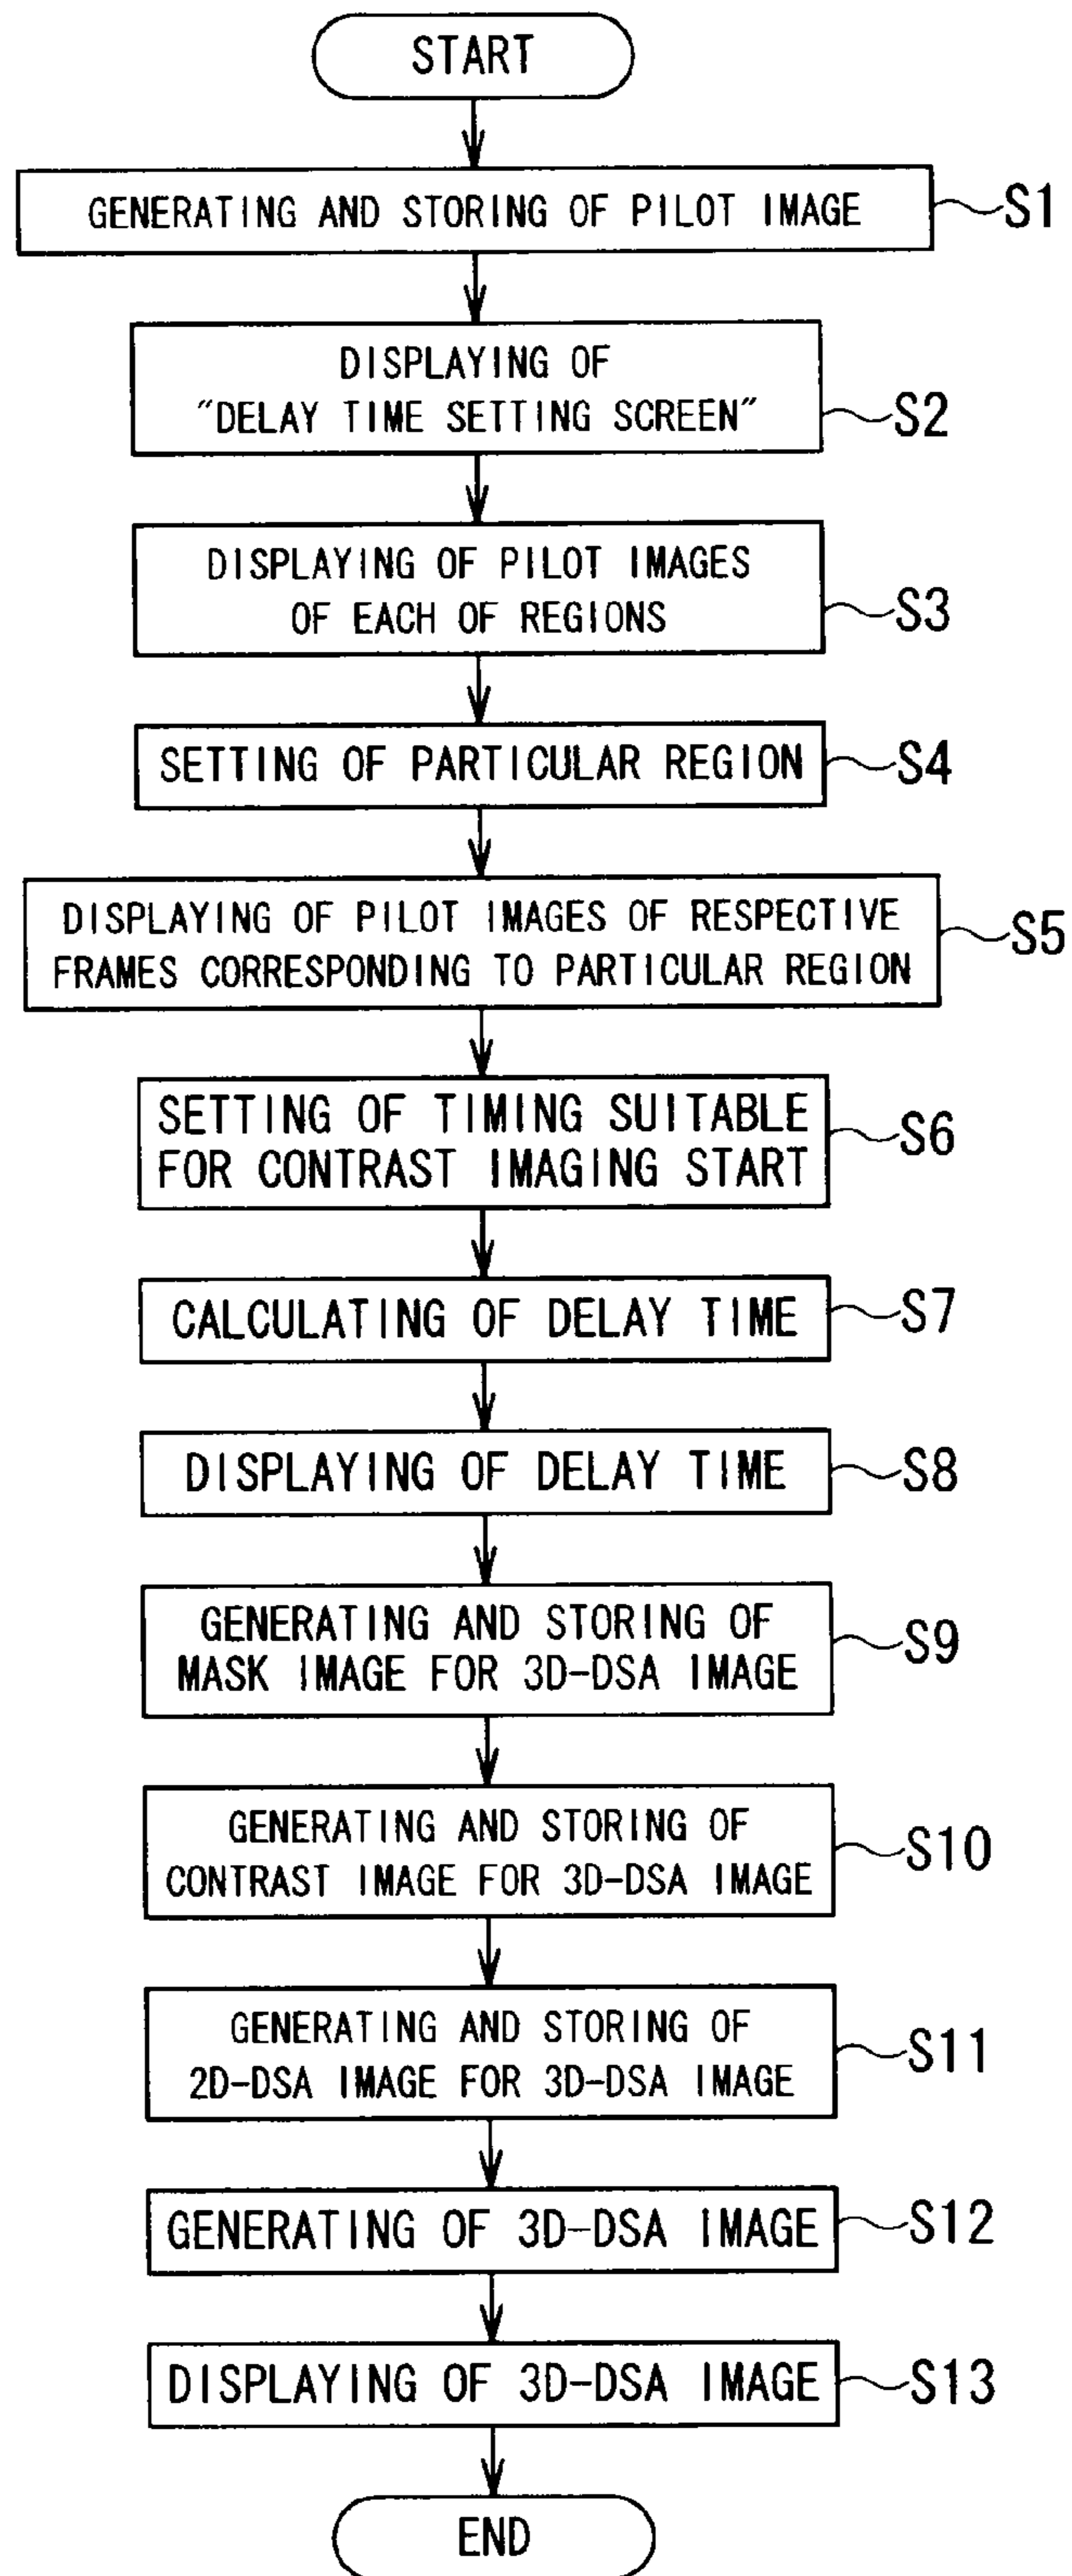 START
GENERATING AND STORING OF PILOT IMAGE
S1
DISPLAYING OF
"DELAY TIME SETTING SCREEN"
S2
DISPLAYING OF PILOT IMAGES
OF EACH OF REGIONS
S3
SETTING OF PARTICULAR REGION
S4
DISPLAYING OF PILOT IMAGES OF RESPECTIVE
FRAMES CORRESPONDING TO PARTICULAR REGION
S5
SETTING OF TIMING SUITABLE
FOR CONTRAST IMAGING START
S6
CALCULATING OF DELAY TIME
S7
DISPLAYING OF DELAY TIME
S8
GENERATING AND STORING OF
MASK IMAGE FOR 3D-DSA IMAGE
S9
GENERATING AND STORING OF
CONTRAST IMAGE FOR 3D-DSA IMAGE
S10
GENERATING AND STORING OF
2D-DSA IMAGE FOR 3D-DSA IMAGE
S11
GENERATING OF 3D-DSA IMAGE
S12
DISPLAYING OF 3D-DSA IMAGE
S13
END